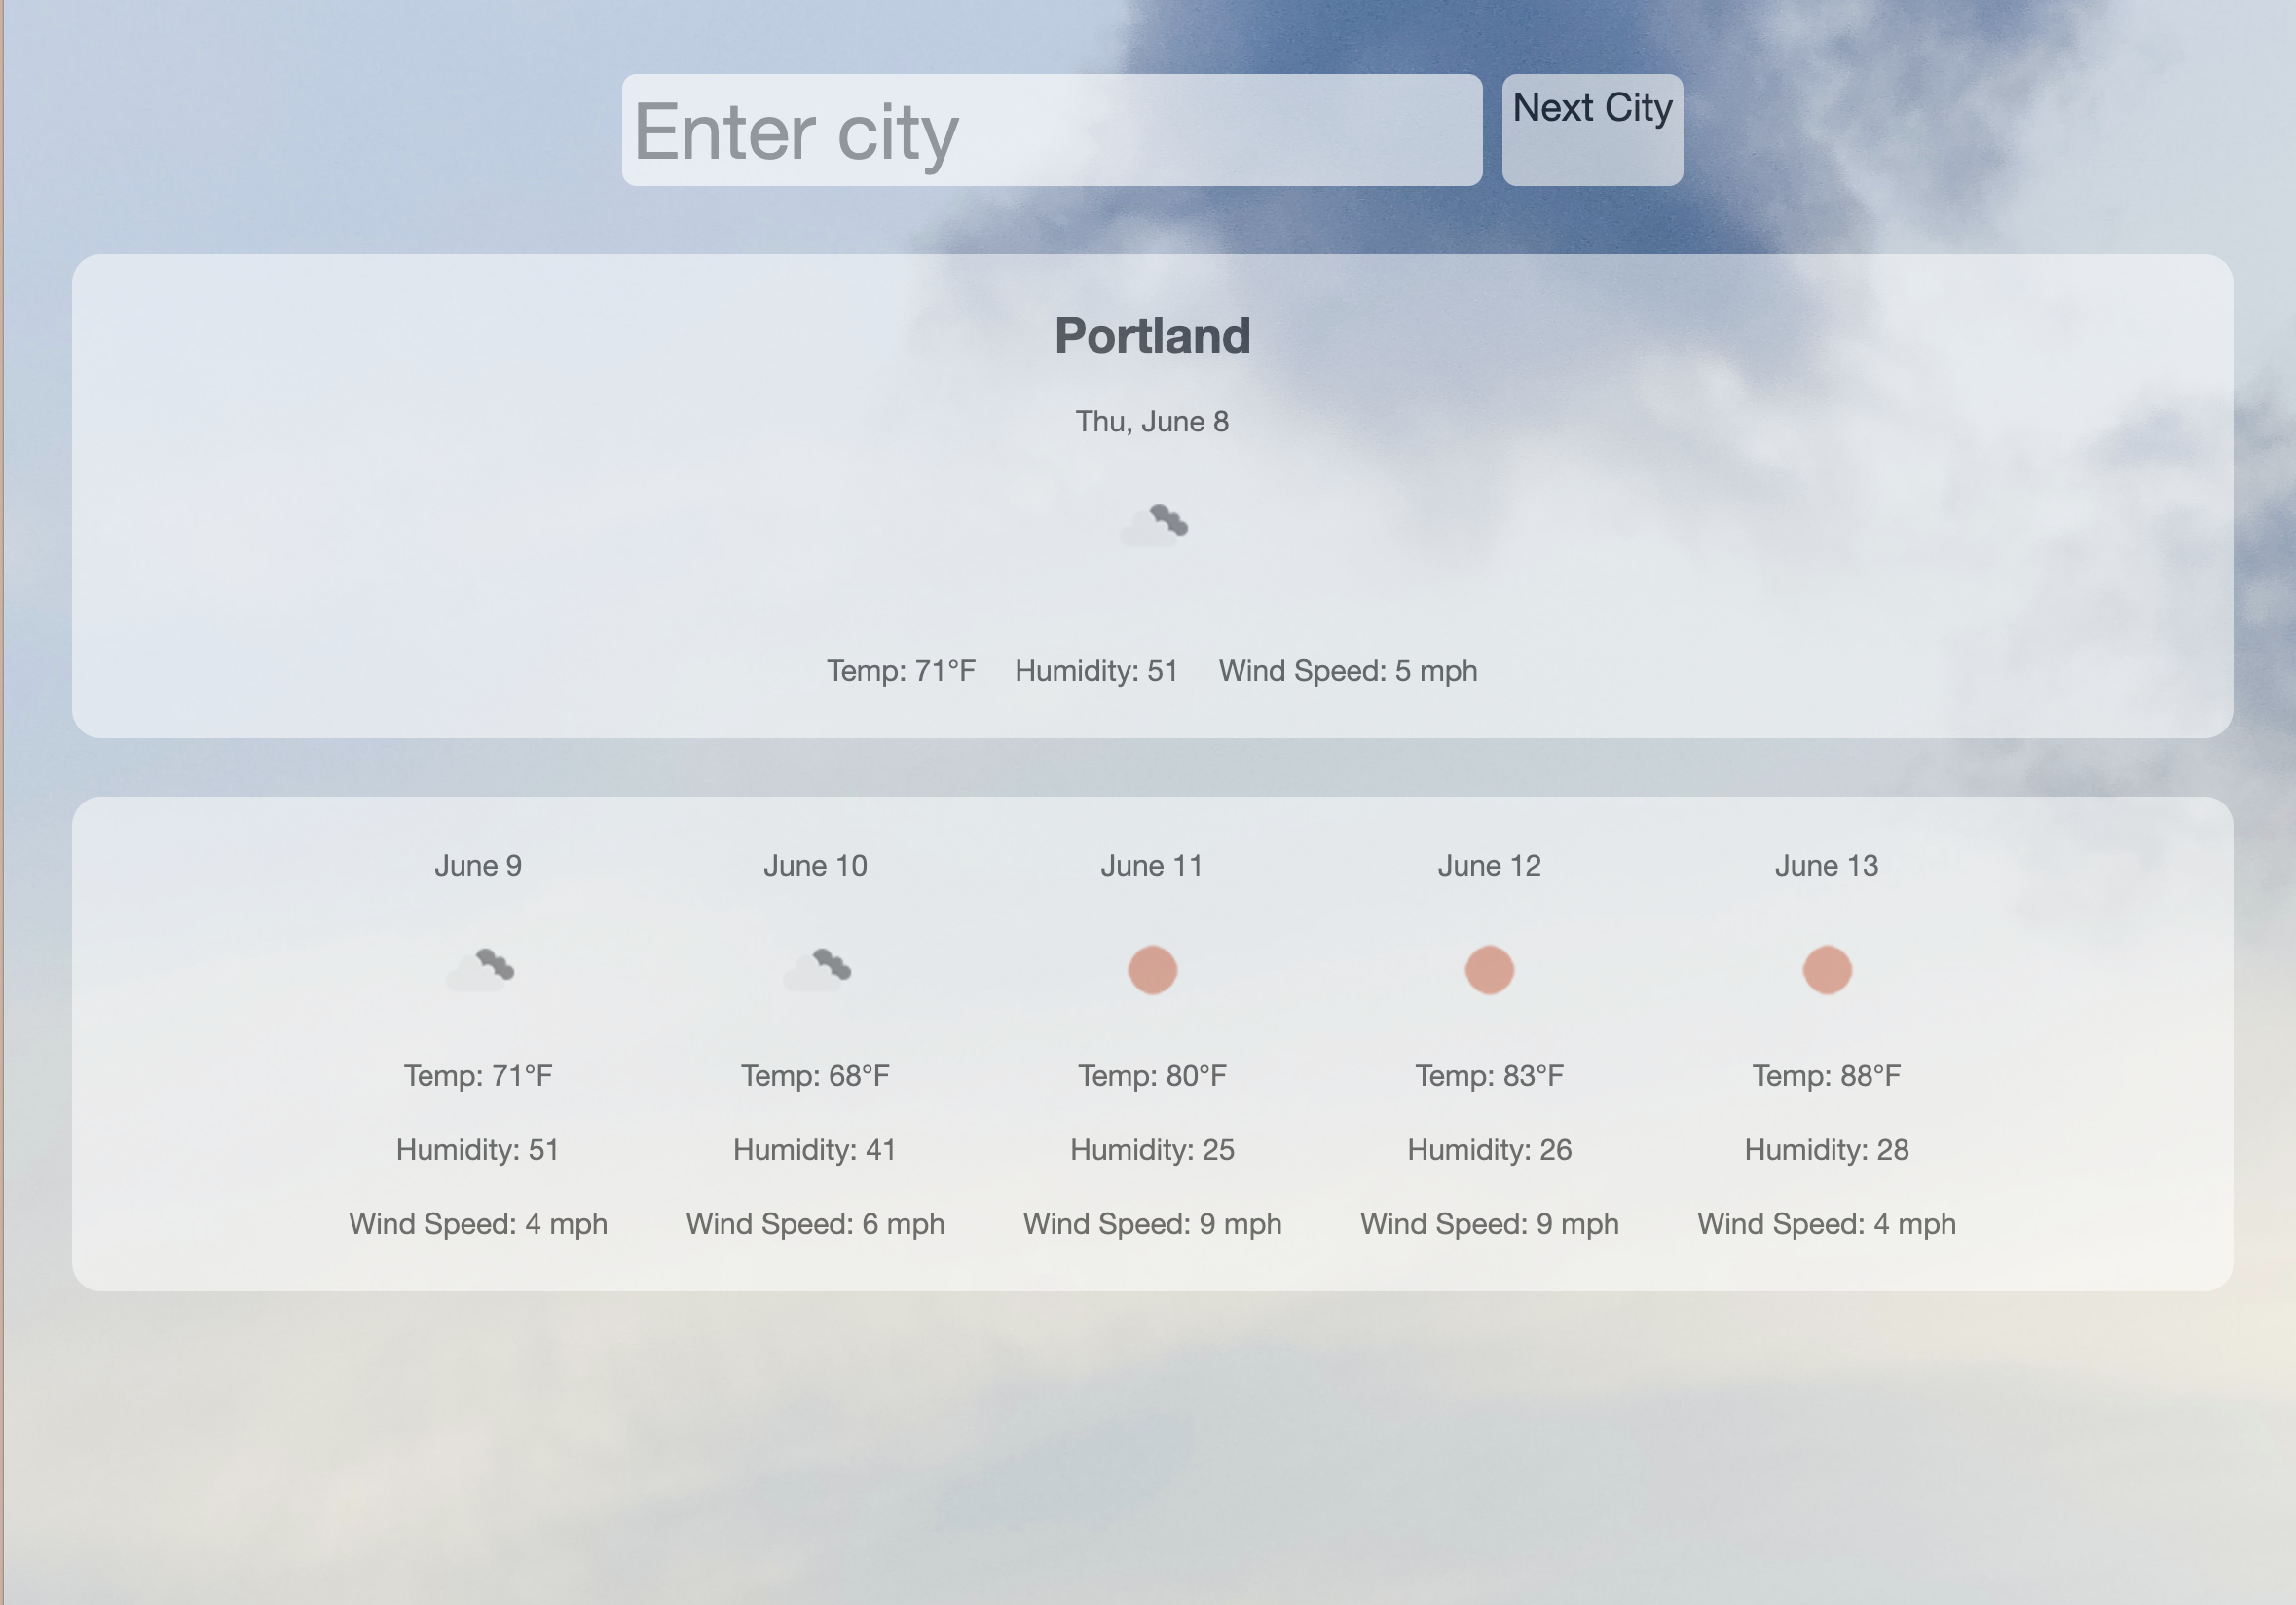 Enter city
Next City
Portland
Thu, June 8
Temp: 71°F Humidity: 51 Wind Speed: 5 mph
June 9 June 10 June 11 June 12 June 13
Temp: 71°F Temp: 68°F Temp: 80°F Temp: 83°F Temp: 88°F
Humidity: 51 Humidity: 41 Humidity: 25 Humidity: 26 Humidity: 28
Wind Speed: 4 mph Wind Speed: 6 mph Wind Speed: 9 mph Wind Speed: 9 mph Wind Speed: 4 mph